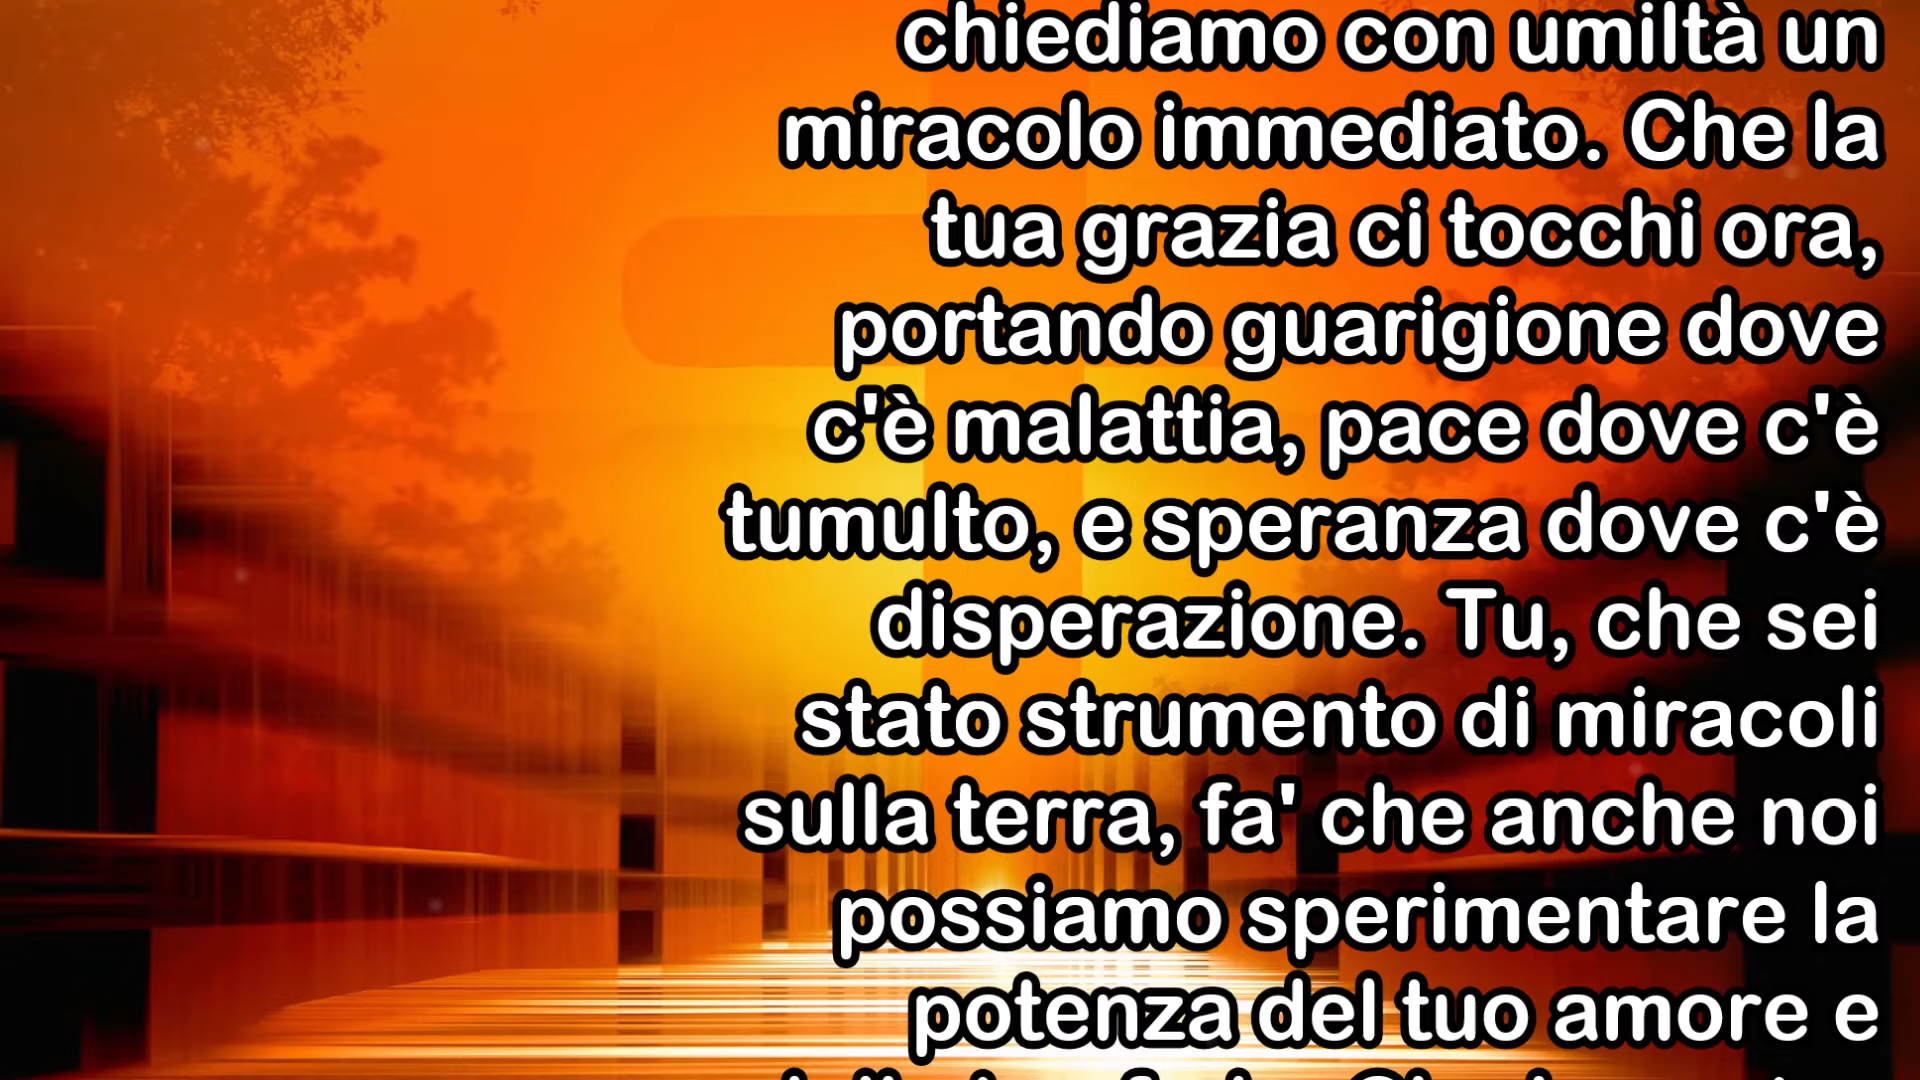 chiediamo con umiltà un
miracolo immediato. Che la
tua grazia ci tocchi ora,
portando guarigione dove
c'è malattia, pace dove c'è
tumulto, e speranza dove c'è
disperazione. Tu, che sei
stato strumento di miracoli
sulla terra, fa' che anche noi
possiamo sperimentare la
potenza del tuo amore e